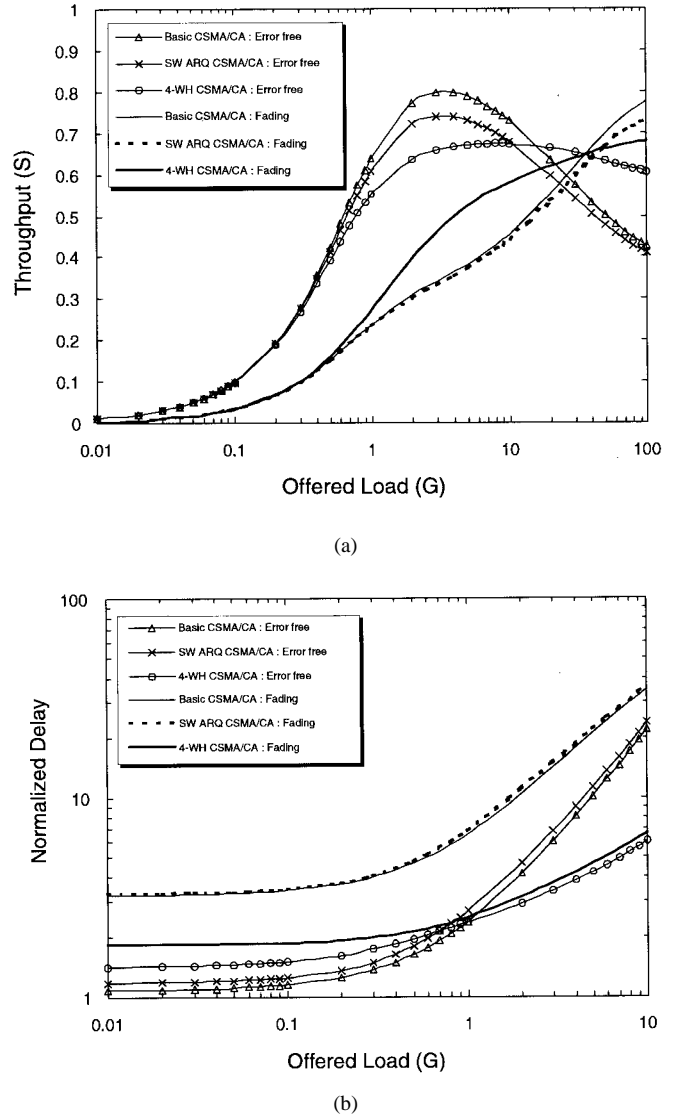 1
0.9
0.8
0.7
0.6
0.5
0.4
0.3
0.2
0.1
0
Throughput (S)
Basic CSMA/CA : Error free
SW ARQ CSMA/CA : Error free
4-WH CSMA/CA : Error free
Basic CSMA/CA : Fading
SW ARQ CSMA/CA : Fading
4-WH CSMA/CA : Fading
0.01 0.1 1 10 100
Offered Load (G)
(a)
100
10
1
Normalized Delay
Basic CSMA/CA : Error free
SW ARQ CSMA/CA : Error free
4-WH CSMA/CA : Error free
Basic CSMA/CA : Fading
SW ARQ CSMA/CA : Fading
4-WH CSMA/CA : Fading
0.01 0.1 1 10
Offered Load (G)
(b)